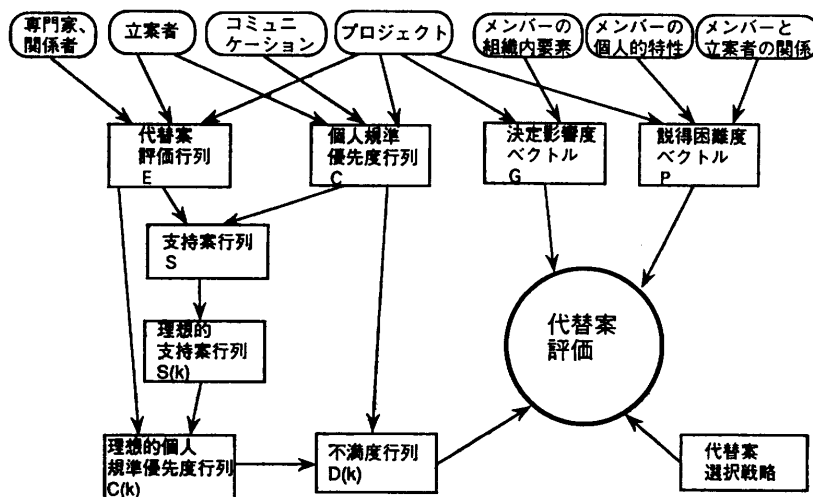 専門家、
関係者
立案者
コミュニ
ケーション
プロジェクト
メンバーの
組織内要素
メンバーの
個人的特性
メンバーと
立案者の関係
代替案
評価行列
E
個人規準
優先度行列
C
決定影響度
ベクトル
G
説得困難度
ベクトル
P
支持案行列
S
理想的
支持案行列
S(k)
代替案
評価
理想的個人
規準優先度行列
C(k)
不満度行列
D(k)
代替案
選択戦略